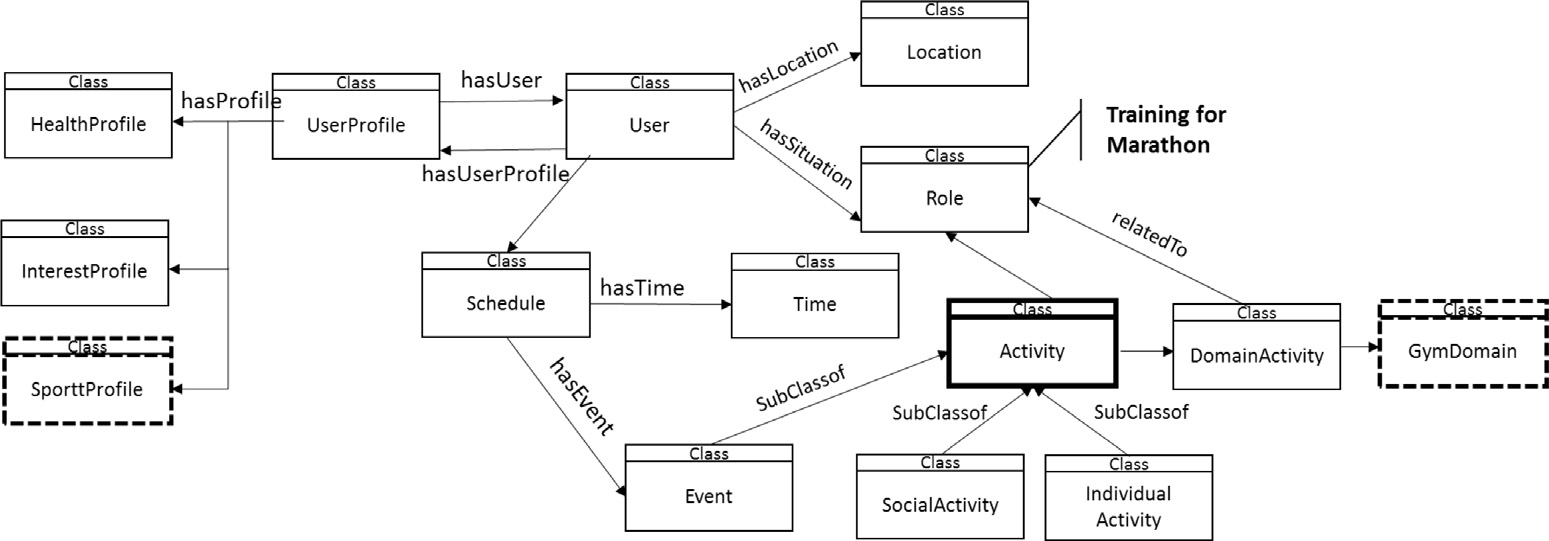 Class
Location
hasLocation
Class
HealthProfile
hasProfile
Class
UserProfile
hasUser
hasUserProfile
Class
User
hasSituation
Training for
Marathon
Class
Role
relatedTo
Class
InterestProfile
Class
Schedule
hasTime
Class
Time
Class
Activity
Class
DomainActivity
Class
GymDomain
Class
SporttProfile
hasEvent
SubClassof
SubClassof
SubClassof
Class
Event
Class
SocialActivity
Class
Individual
Activity